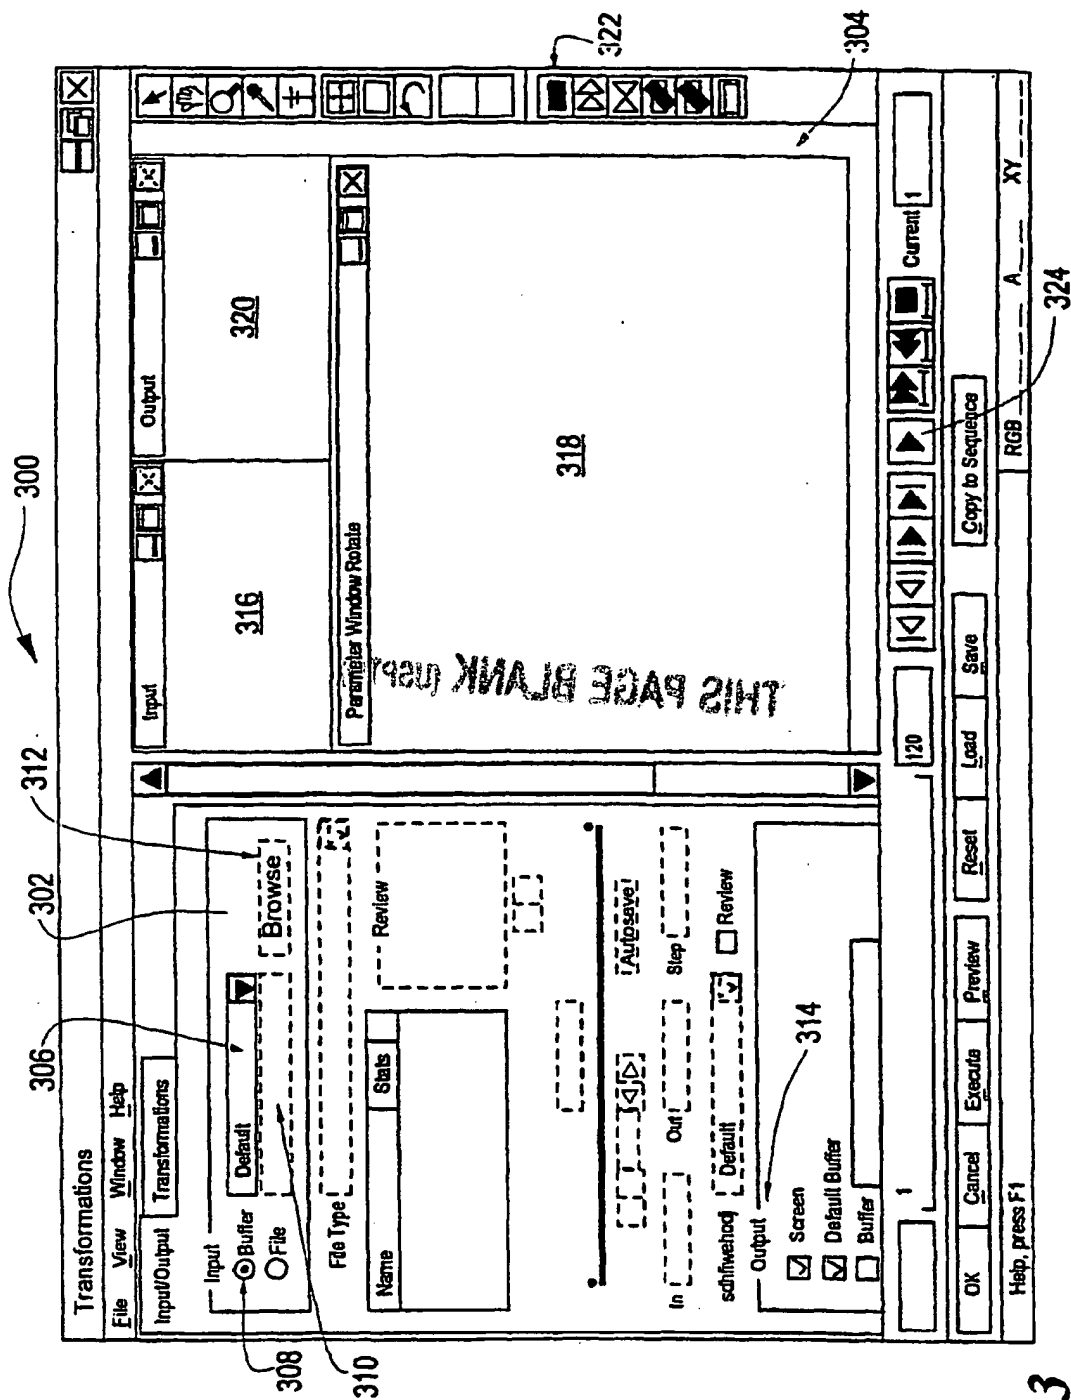 300
Transformations
File View Window Help
Input/Output Transformations
Input
Buffer
Default
File
Browse
File Type
Name Stats
Review
Autosave
In Out Step
sdhfiwehodj Default Review
Output
Screen
Default Buffer
Buffer
Input
Output
316
320
Parameter Window Rotate
318
THIS PAGE BLANK (USPTO)
1 120 Current 1
OK Cancel Execute Preview Reset Load Save Copy to Sequence
Help, press F1 RGB A XY
302
304
306
308
310
312
314
322
324
3